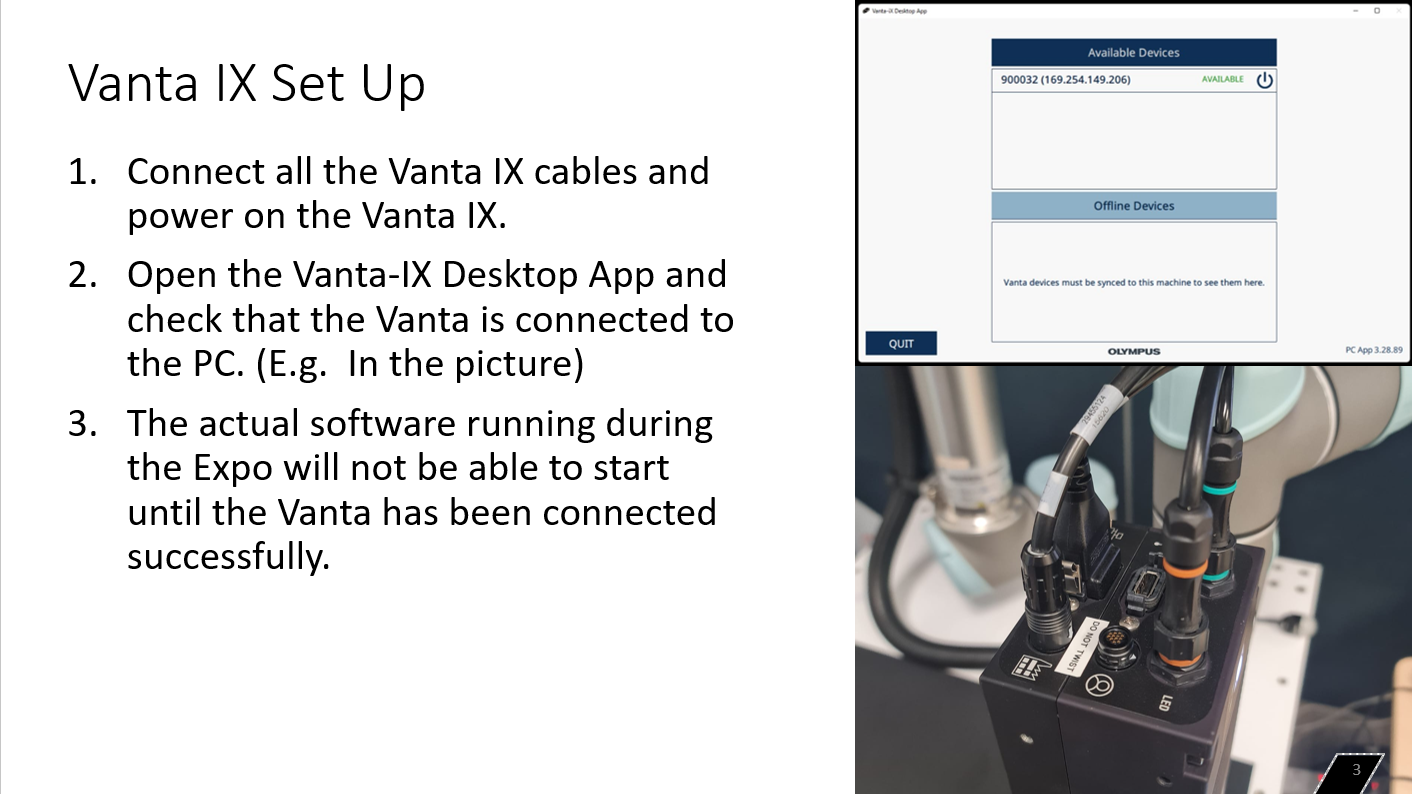 Vanta IX Set Up
1. Connect all the Vanta IX cables and
power on the Vanta IX.
2. Open the Vanta-IX Desktop App and
check that the Vanta is connected to
the PC. (E.g.  In the picture)
3. The actual software running during
the Expo will not be able to start
until the Vanta has been connected
successfully.
Vanta-iX Desktop App
Available Devices
900032 (169.254.149.206) AVAILABLE
Offline Devices
Vanta devices must be synced to this machine to see them here.
QUIT
OLYMPUS
PC App 3.28.89
DO NOT TWIST
LED
3